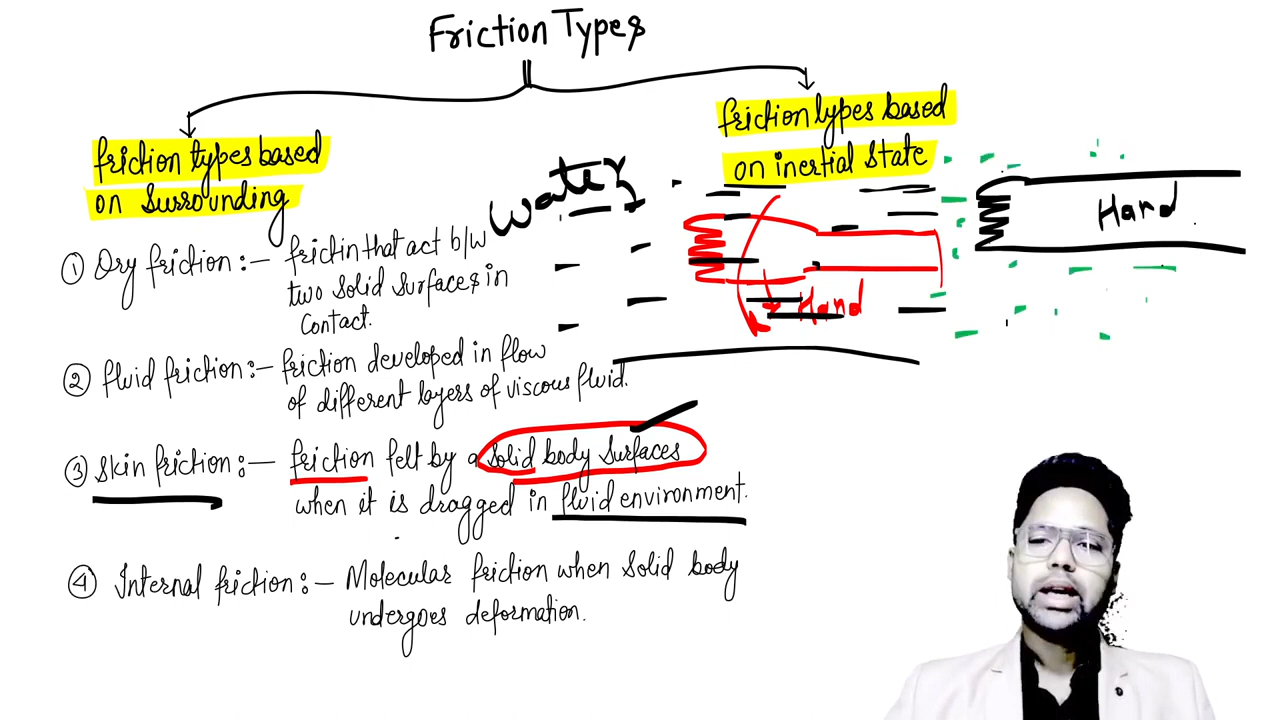 Friction Types
friction types based
on Surrounding
friction types based
on inertial state
Water
Hand
Hand
① Dry friction :– frictin that act b/w
two solid surfaces in
Contact.
② fluid friction :– friction developed in flow
of different layers of viscous fluid.
③ Skin friction :– friction felt by a solid body surfaces
when it is dragged in fluid environment.
④ Internal friction :– Molecular friction when solid body
undergoes deformation.